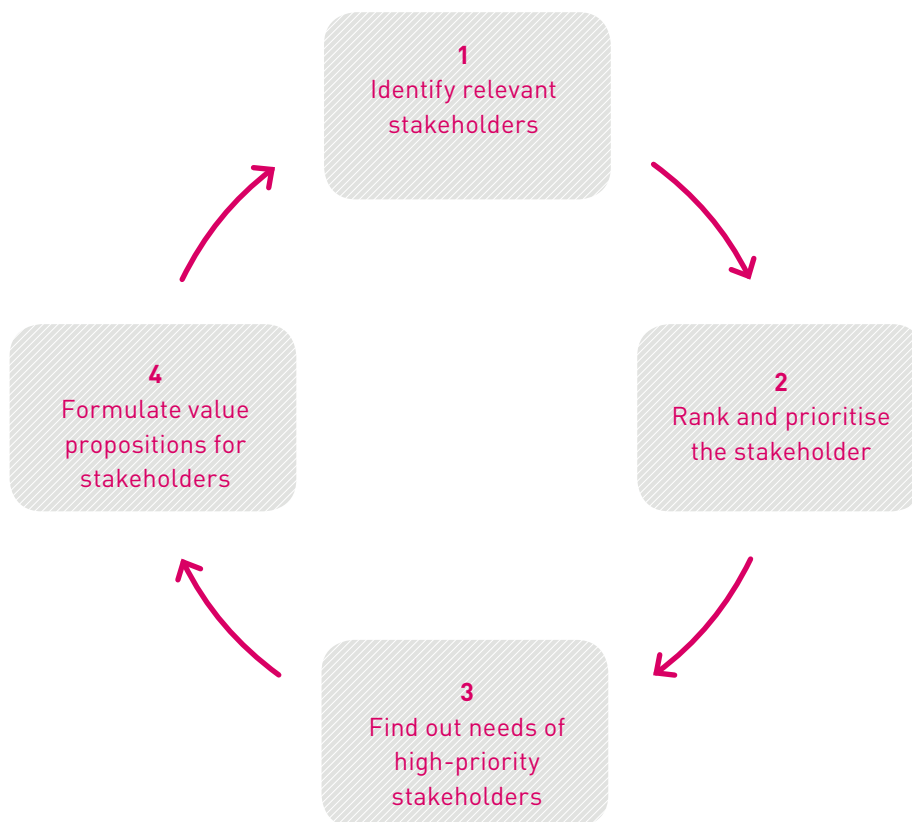 1
Identify relevant
stakeholders
2
Rank and prioritise
the stakeholder
3
Find out needs of
high-priority
stakeholders
4
Formulate value
propositions for
stakeholders